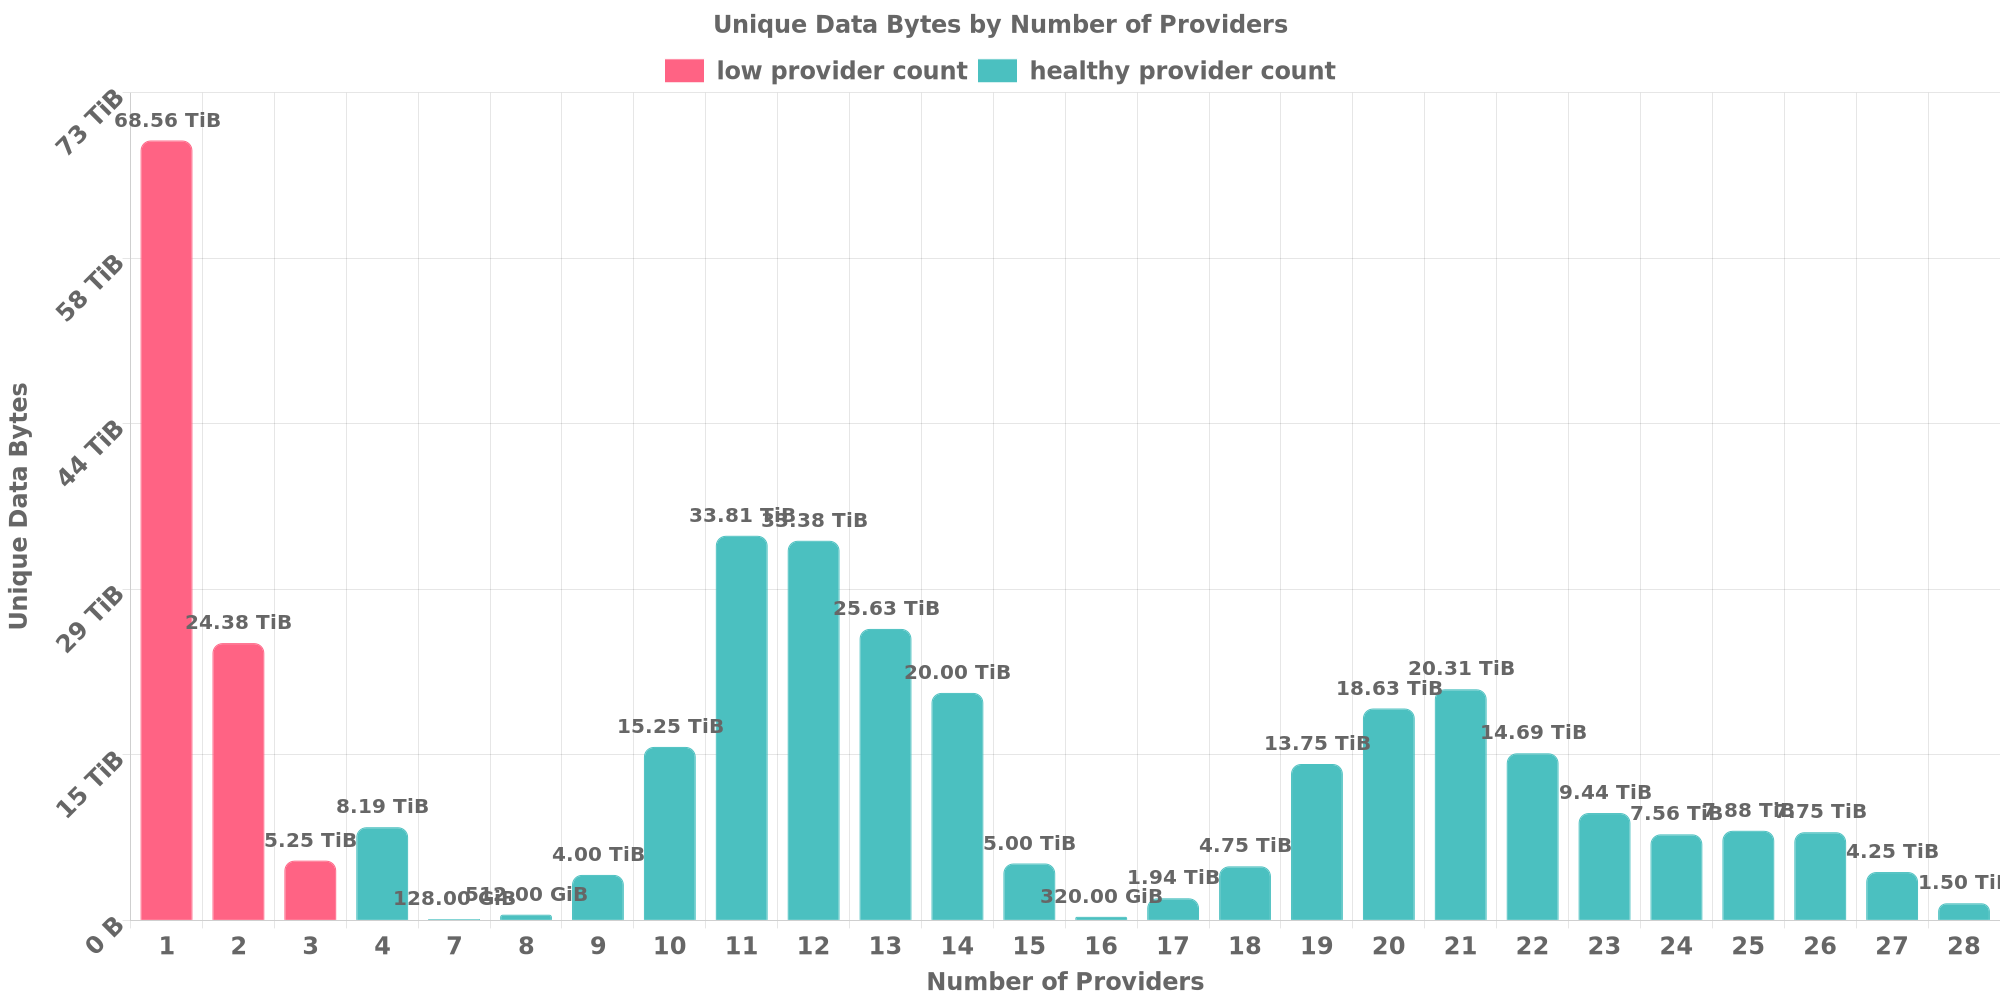 Unique Data Bytes by Number of Providers
low provider count healthy provider count
Unique Data Bytes
73 TiB
58 TiB
44 TiB
29 TiB
15 TiB
0 B
68.56 TiB
24.38 TiB
5.25 TiB
8.19 TiB
128.00 GiB
512.00 GiB
4.00 TiB
15.25 TiB
33.81 TiB
33.38 TiB
25.63 TiB
20.00 TiB
5.00 TiB
320.00 GiB
1.94 TiB
4.75 TiB
13.75 TiB
18.63 TiB
20.31 TiB
14.69 TiB
9.44 TiB
7.56 TiB
7.88 TiB
7.75 TiB
4.25 TiB
1.50 TiB
1 2 3 4 7 8 9 10 11 12 13 14 15 16 17 18 19 20 21 22 23 24 25 26 27 28
Number of Providers